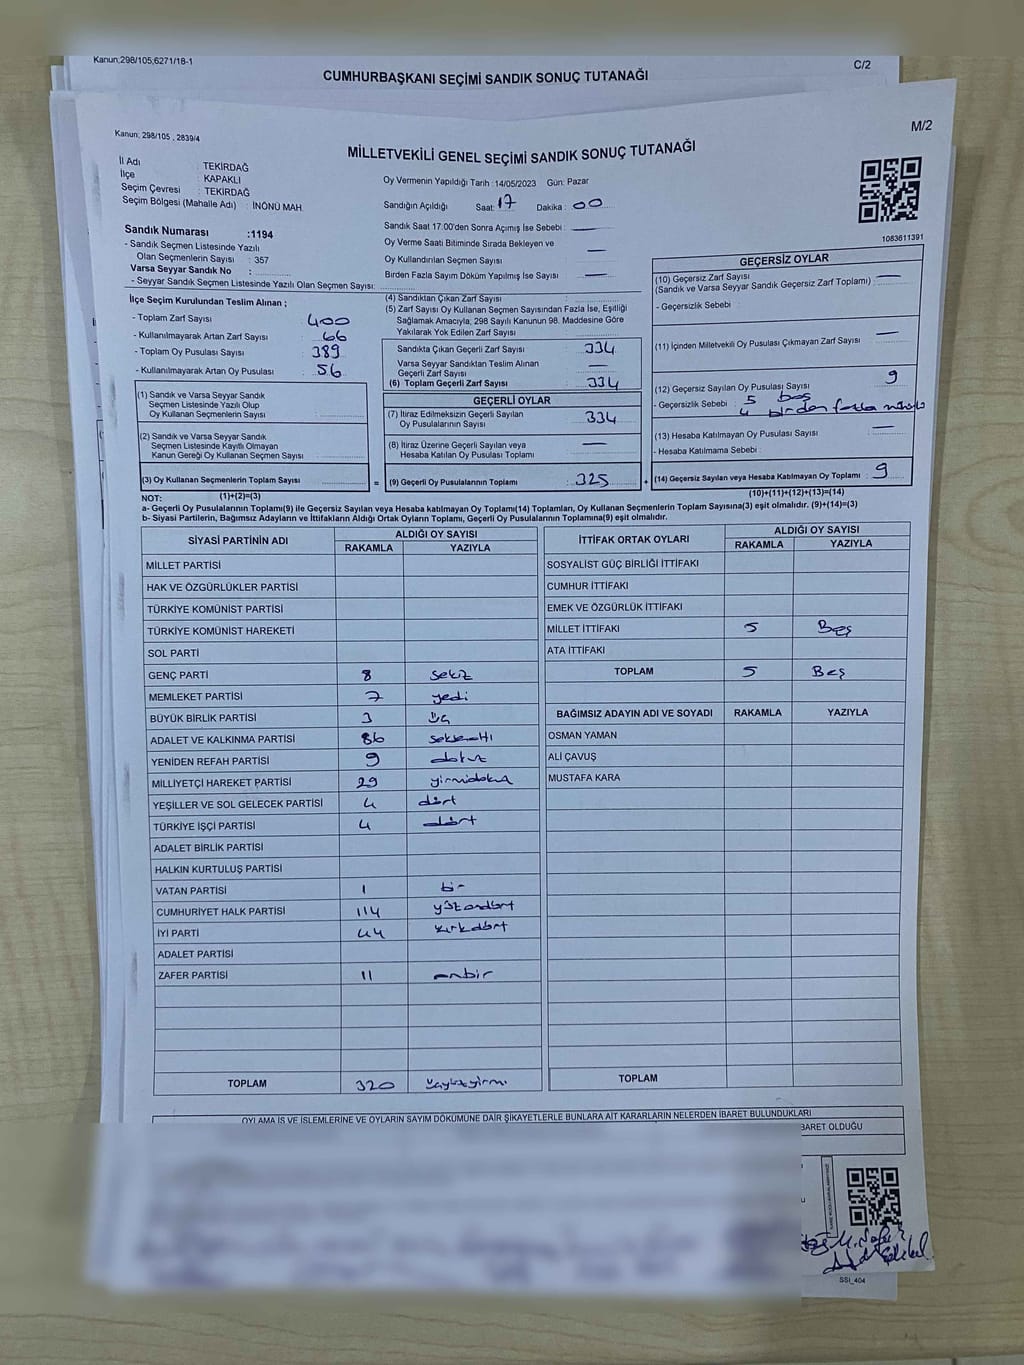 Kanun;298/105,6271/18-1
C/2
CUMHURBAŞKANI SEÇİMİ SANDIK SONUÇ TUTANAĞI
M/2
Kanun; 298/105 , 2839/4
MİLLETVEKİLİ GENEL SEÇİMİ SANDIK SONUÇ TUTANAĞI
İl Adı : TEKİRDAĞ
İlçe : KAPAKLI
Seçim Çevresi : TEKİRDAĞ
Seçim Bölgesi (Mahalle Adı) : İNÖNÜ MAH.
Oy Vermenin Yapıldığı Tarih :14/05/2023 Gün: Pazar
Sandığın Açıldığı Saat: 17 Dakika : 00
Sandık Saat 17:00'den Sonra Açımış İse Sebebi : —
Oy Verme Saati Bitiminde Sırada Bekleyen ve
Oy Kullandırılan Seçmen Sayısı : —
Birden Fazla Sayım Döküm Yapılmış İse Sayısı : —
1083611391
Sandık Numarası :1194
- Sandık Seçmen Listesinde Yazılı
Olan Seçmenlerin Sayısı : 357
Varsa Seyyar Sandık No :
- Seyyar Sandık Seçmen Listesinde Yazılı Olan Seçmen Sayısı:
İlçe Seçim Kurulundan Teslim Alınan ;
- Toplam Zarf Sayısı : 400
- Kullanılmayarak Artan Zarf Sayısı : 66
- Toplam Oy Pusulası Sayısı : 389
- Kullanılmayarak Artan Oy Pusulası : 56
(1) Sandık ve Varsa Seyyar Sandık
Seçmen Listesinde Yazılı Olup
Oy Kullanan Seçmenlerin Sayısı :
(2) Sandık ve Varsa Seyyar Sandık
Seçmen Listesinde Kayıtlı Olmayan
Kanun Gereği Oy Kullanan Seçmen Sayısı :
(3) Oy Kullanan Seçmenlerin Toplam Sayısı :
(4) Sandıktan Çıkan Zarf Sayısı :
(5) Zarf Sayısı Oy Kullanan Seçmen Sayısından Fazla İse, Eşitliği
Sağlamak Amacıyla, 298 Sayılı Kanunun 98. Maddesine Göre
Yakılarak Yok Edilen Zarf Sayısı :
Sandıkta Çıkan Geçerli Zarf Sayısı : 334
Varsa Seyyar Sandıktan Teslim Alınan
Geçerli Zarf Sayısı : —
(6) Toplam Geçerli Zarf Sayısı : 334
GEÇERLİ OYLAR
(7) İtiraz Edilmeksizin Geçerli Sayılan
Oy Pusulalarının Sayısı : 334
(8) İtiraz Üzerine Geçerli Sayılan veya
Hesaba Katılan Oy Pusulası Toplamı : —
= (9) Geçerli Oy Pusulalarının Toplamı : 325
GEÇERSİZ OYLAR
(10) Geçersiz Zarf Sayısı
(Sandık ve Varsa Seyyar Sandık Geçersiz Zarf Toplamı) : —
- Geçersizlik Sebebi :
(11) İçinden Milletvekili Oy Pusulası Çıkmayan Zarf Sayısı : —
(12) Geçersiz Sayılan Oy Pusulası Sayısı : 9
- Geçersizlik Sebebi : 5 boş
4 birden fazla mühür
(13) Hesaba Katılmayan Oy Pusulası Sayısı : —
- Hesaba Katılmama Sebebi :
+ (14) Geçersiz Sayılan veya Hesaba Katılmayan Oy Toplamı : 9
NOT: (1)+(2)=(3)
(10)+(11)+(12)+(13)=(14)
a- Geçerli Oy Pusulalarının Toplamı(9) ile Geçersiz Sayılan veya Hesaba katılmayan Oy Toplamı(14) Toplamları, Oy Kullanan Seçmenlerin Toplam Sayısına(3) eşit olmalıdır. (9)+(14)=(3)
b- Siyasi Partilerin, Bağımsız Adayların ve İttifakların Aldığı Ortak Oyların Toplamı, Geçerli Oy Pusulalarının Toplamına(9) eşit olmalıdır.
SİYASİ PARTİNİN ADI ALDIĞI OY SAYISI
RAKAMLA YAZIYLA
MİLLET PARTİSİ
HAK VE ÖZGÜRLÜKLER PARTİSİ
TÜRKİYE KOMÜNİST PARTİSİ
TÜRKİYE KOMÜNİST HAREKETİ
SOL PARTİ
GENÇ PARTİ 8 sekiz
MEMLEKET PARTİSİ 7 yedi
BÜYÜK BİRLİK PARTİSİ 3 üç
ADALET VE KALKINMA PARTİSİ 86 seksenaltı
YENİDEN REFAH PARTİSİ 9 dokuz
MİLLİYETÇİ HAREKET PARTİSİ 29 yirmidokuz
YEŞİLLER VE SOL GELECEK PARTİSİ 4 dört
TÜRKİYE İŞÇİ PARTİSİ 4 dört
ADALET BİRLİK PARTİSİ
HALKIN KURTULUŞ PARTİSİ
VATAN PARTİSİ 1 bir
CUMHURİYET HALK PARTİSİ 114 yüzondört
İYİ PARTİ 44 kırkdört
ADALET PARTİSİ
ZAFER PARTİSİ 11 onbir
TOPLAM 320 üçyüzyirmi
İTTİFAK ORTAK OYLARI ALDIĞI OY SAYISI
RAKAMLA YAZIYLA
SOSYALİST GÜÇ BİRLİĞİ İTTİFAKI
CUMHUR İTTİFAKI
EMEK VE ÖZGÜRLÜK İTTİFAKI
MİLLET İTTİFAKI 5 Beş
ATA İTTİFAKI
TOPLAM 5 Beş
BAĞIMSIZ ADAYIN ADI VE SOYADI RAKAMLA YAZIYLA
OSMAN YAMAN
ALİ ÇAVUŞ
MUSTAFA KARA
TOPLAM
OYLAMA İŞ VE İŞLEMLERİNE VE OYLARIN SAYIM DÖKÜMÜNE DAİR ŞİKAYETLERLE BUNLARA AİT KARARLARIN NELERDEN İBARET BULUNDUKLARI
BARET OLDUĞU
SSI_404